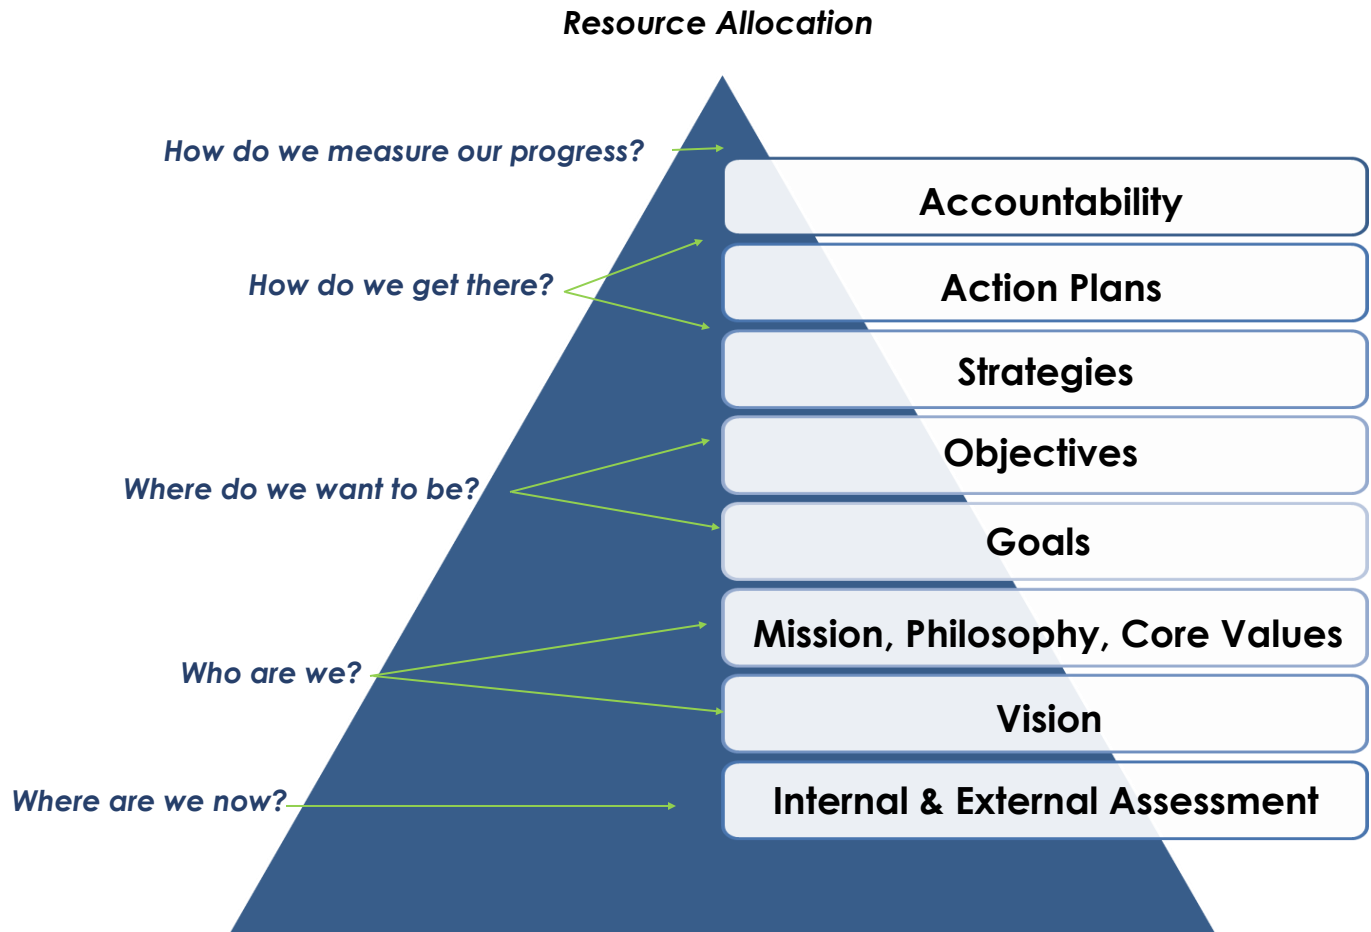 Resource Allocation
How do we measure our progress?
Accountability
How do we get there?
Action Plans
Strategies
Objectives
Where do we want to be?
Goals
Mission, Philosophy, Core Values
Who are we?
Vision
Where are we now?
Internal & External Assessment